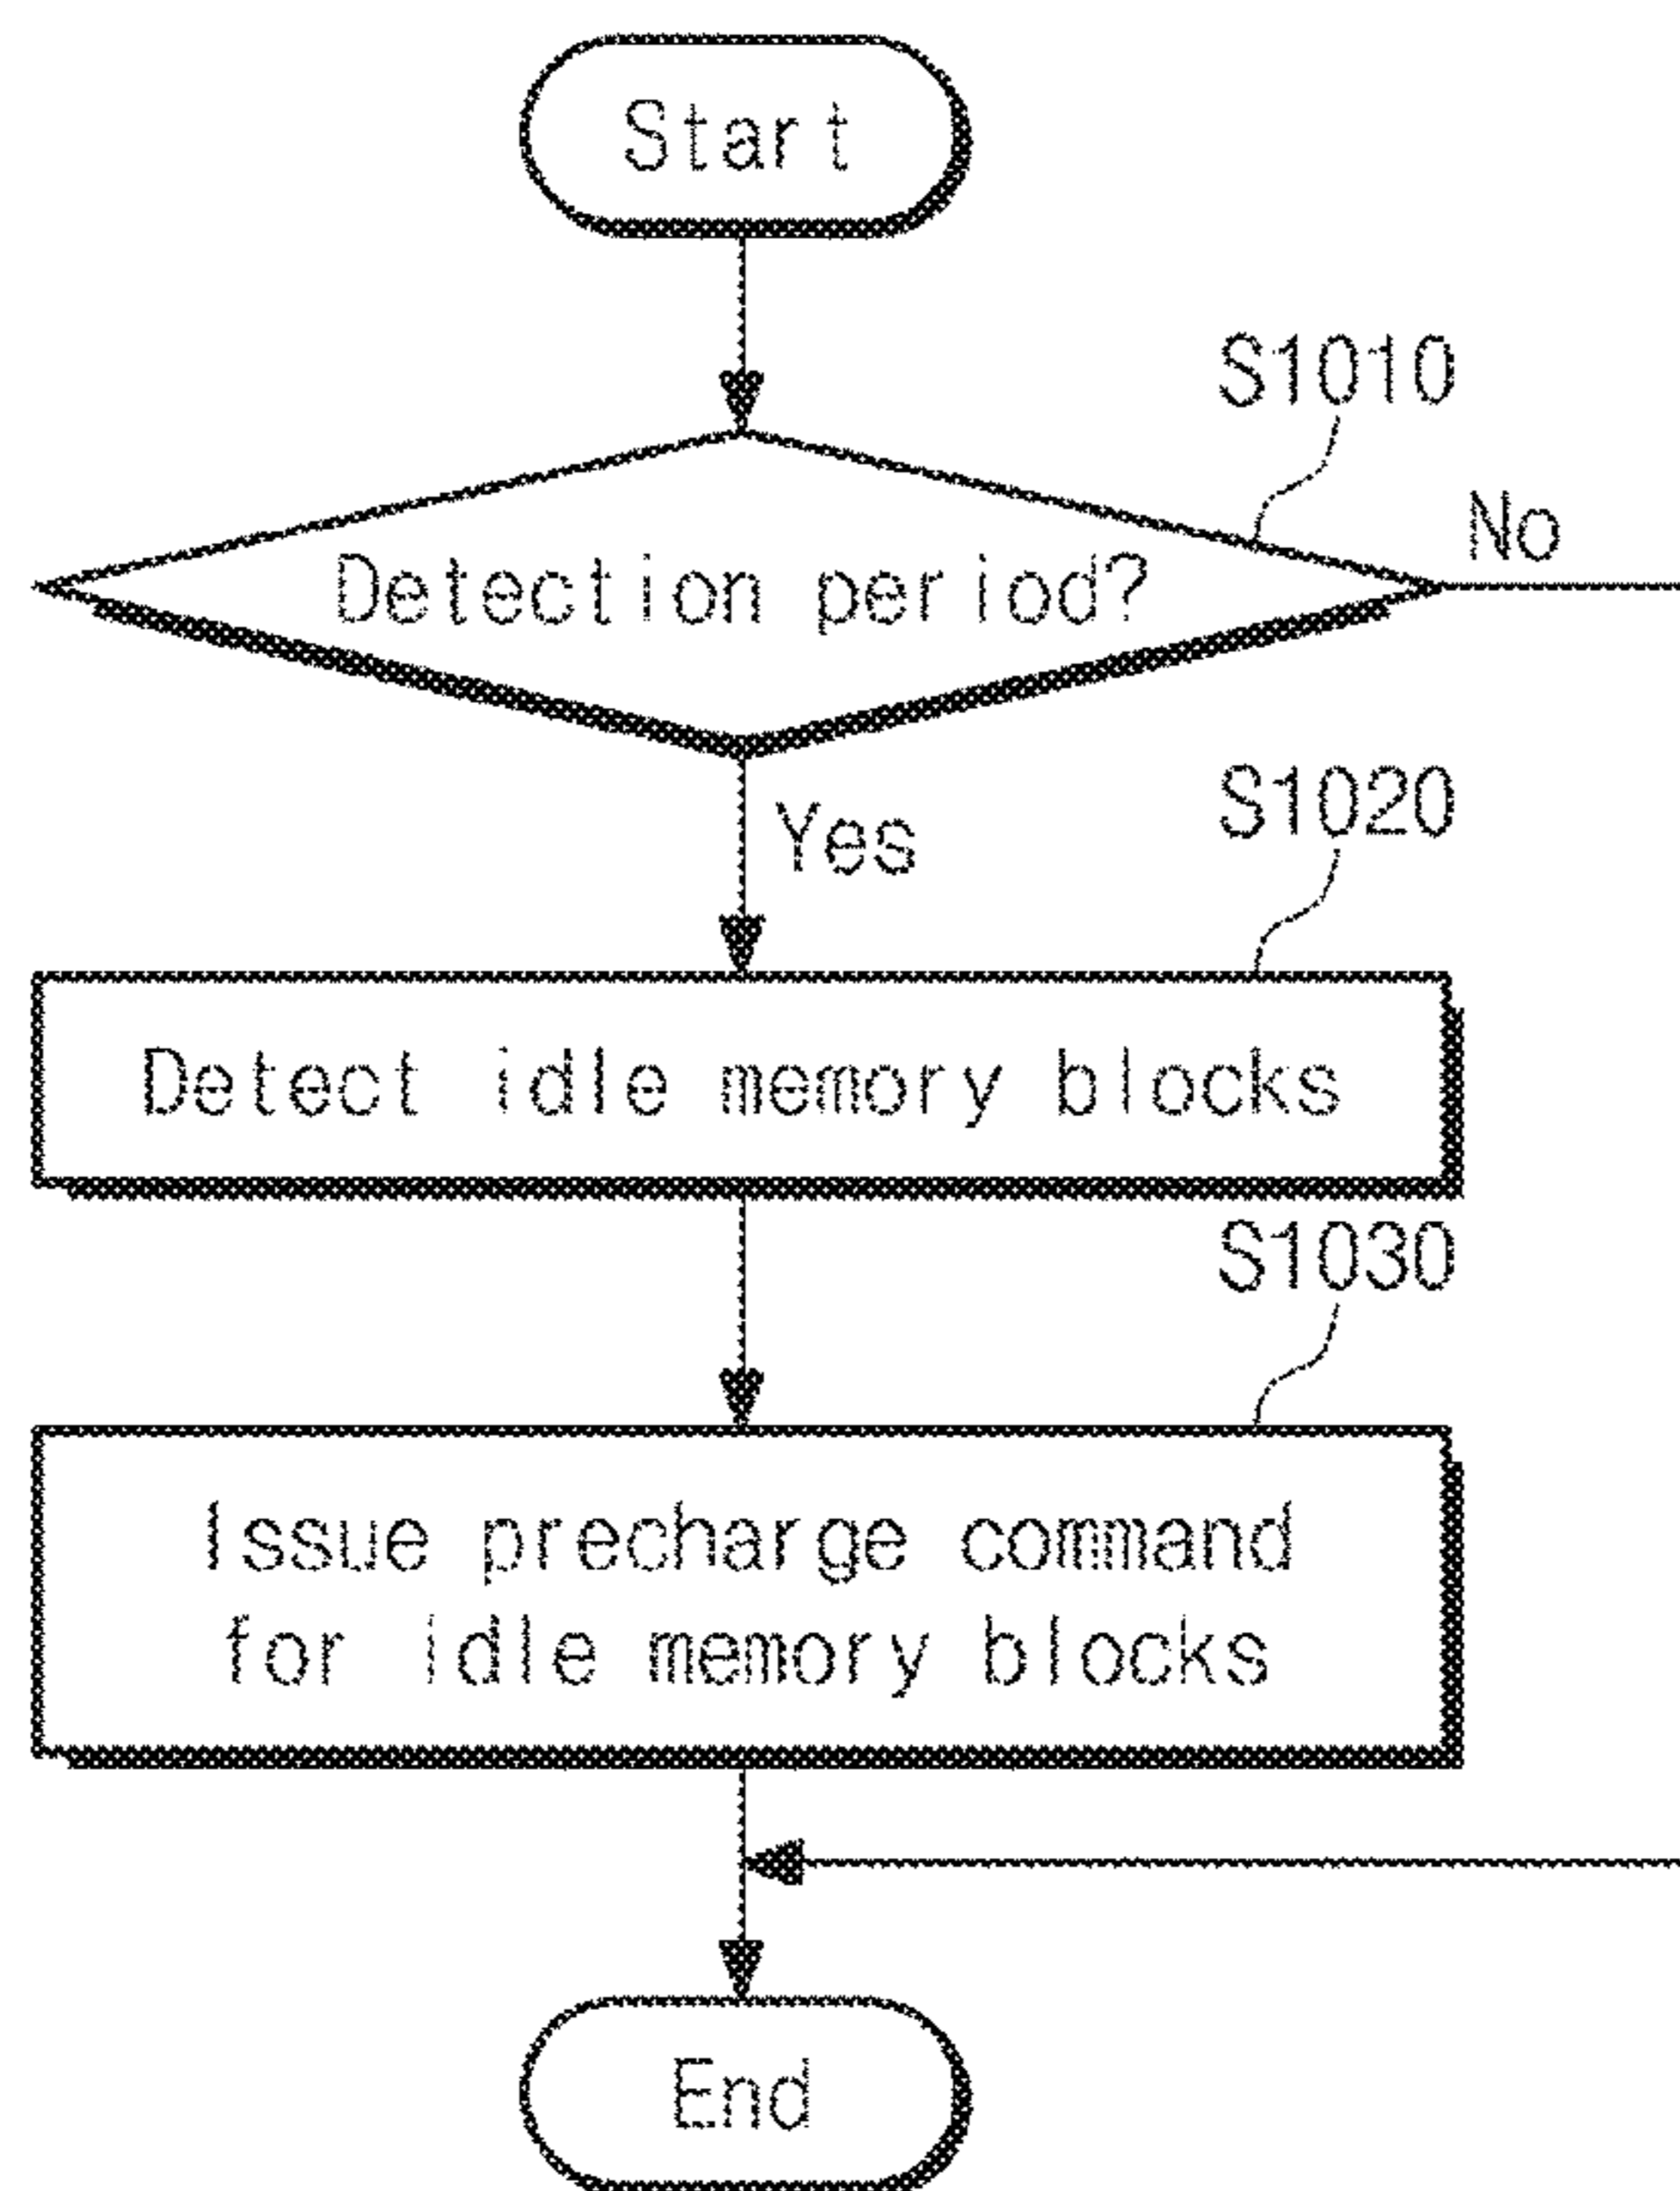 Start
S1010
No
Detection period?
Yes
S1020
Detect idle memory blocks
S1030
Issue precharge command
for idle memory blocks
End